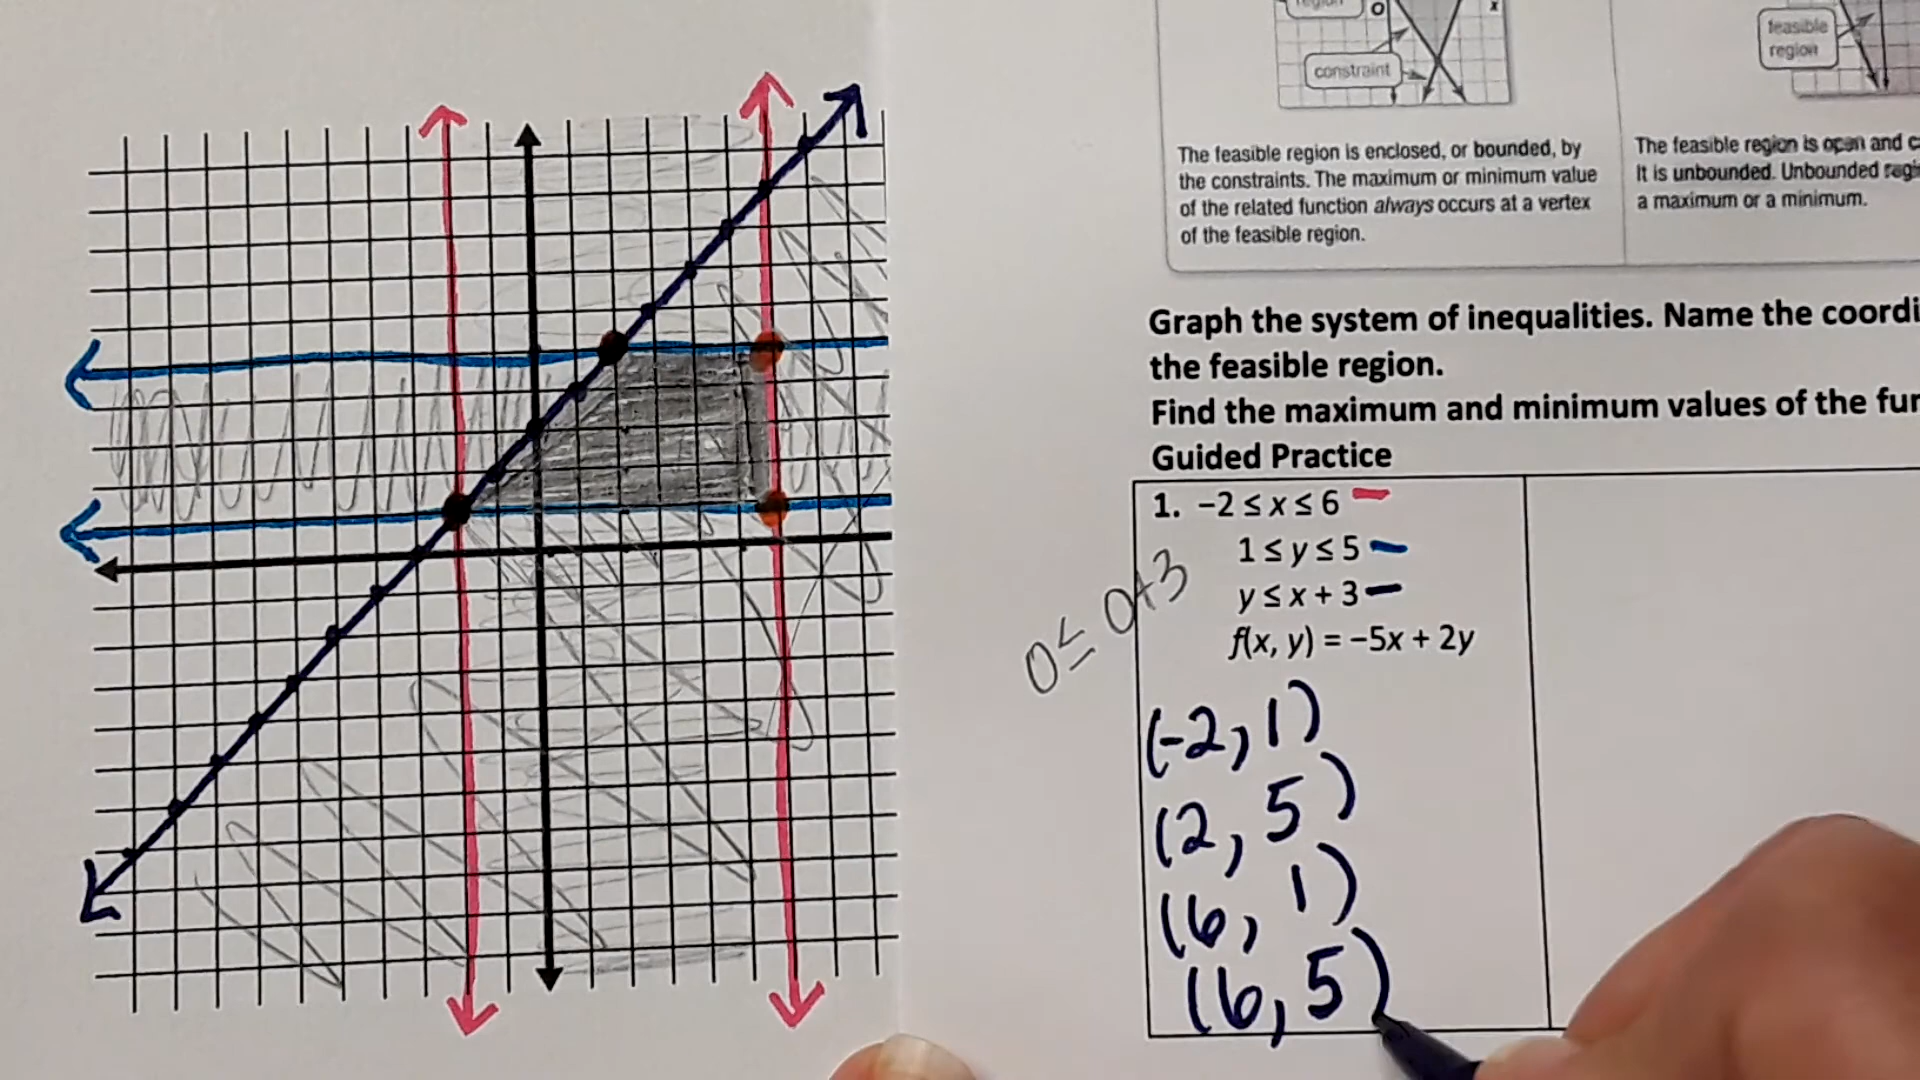 region
O
x
constraint
feasible
region
The feasible region is enclosed, or bounded, by
the constraints. The maximum or minimum value
of the related function always occurs at a vertex
of the feasible region.
The feasible region is open and
It is unbounded. Unbounded
a maximum or a minimum.
Graph the system of inequalities. Name the
the feasible region.
Find the maximum and minimum values of the
Guided Practice
1. −2 ≤ x ≤ 6
1 ≤ y ≤ 5
y ≤ x + 3
f(x, y) = −5x + 2y
0 ≤ 0+3
(-2, 1)
(2, 5)
(6, 1)
(6, 5)